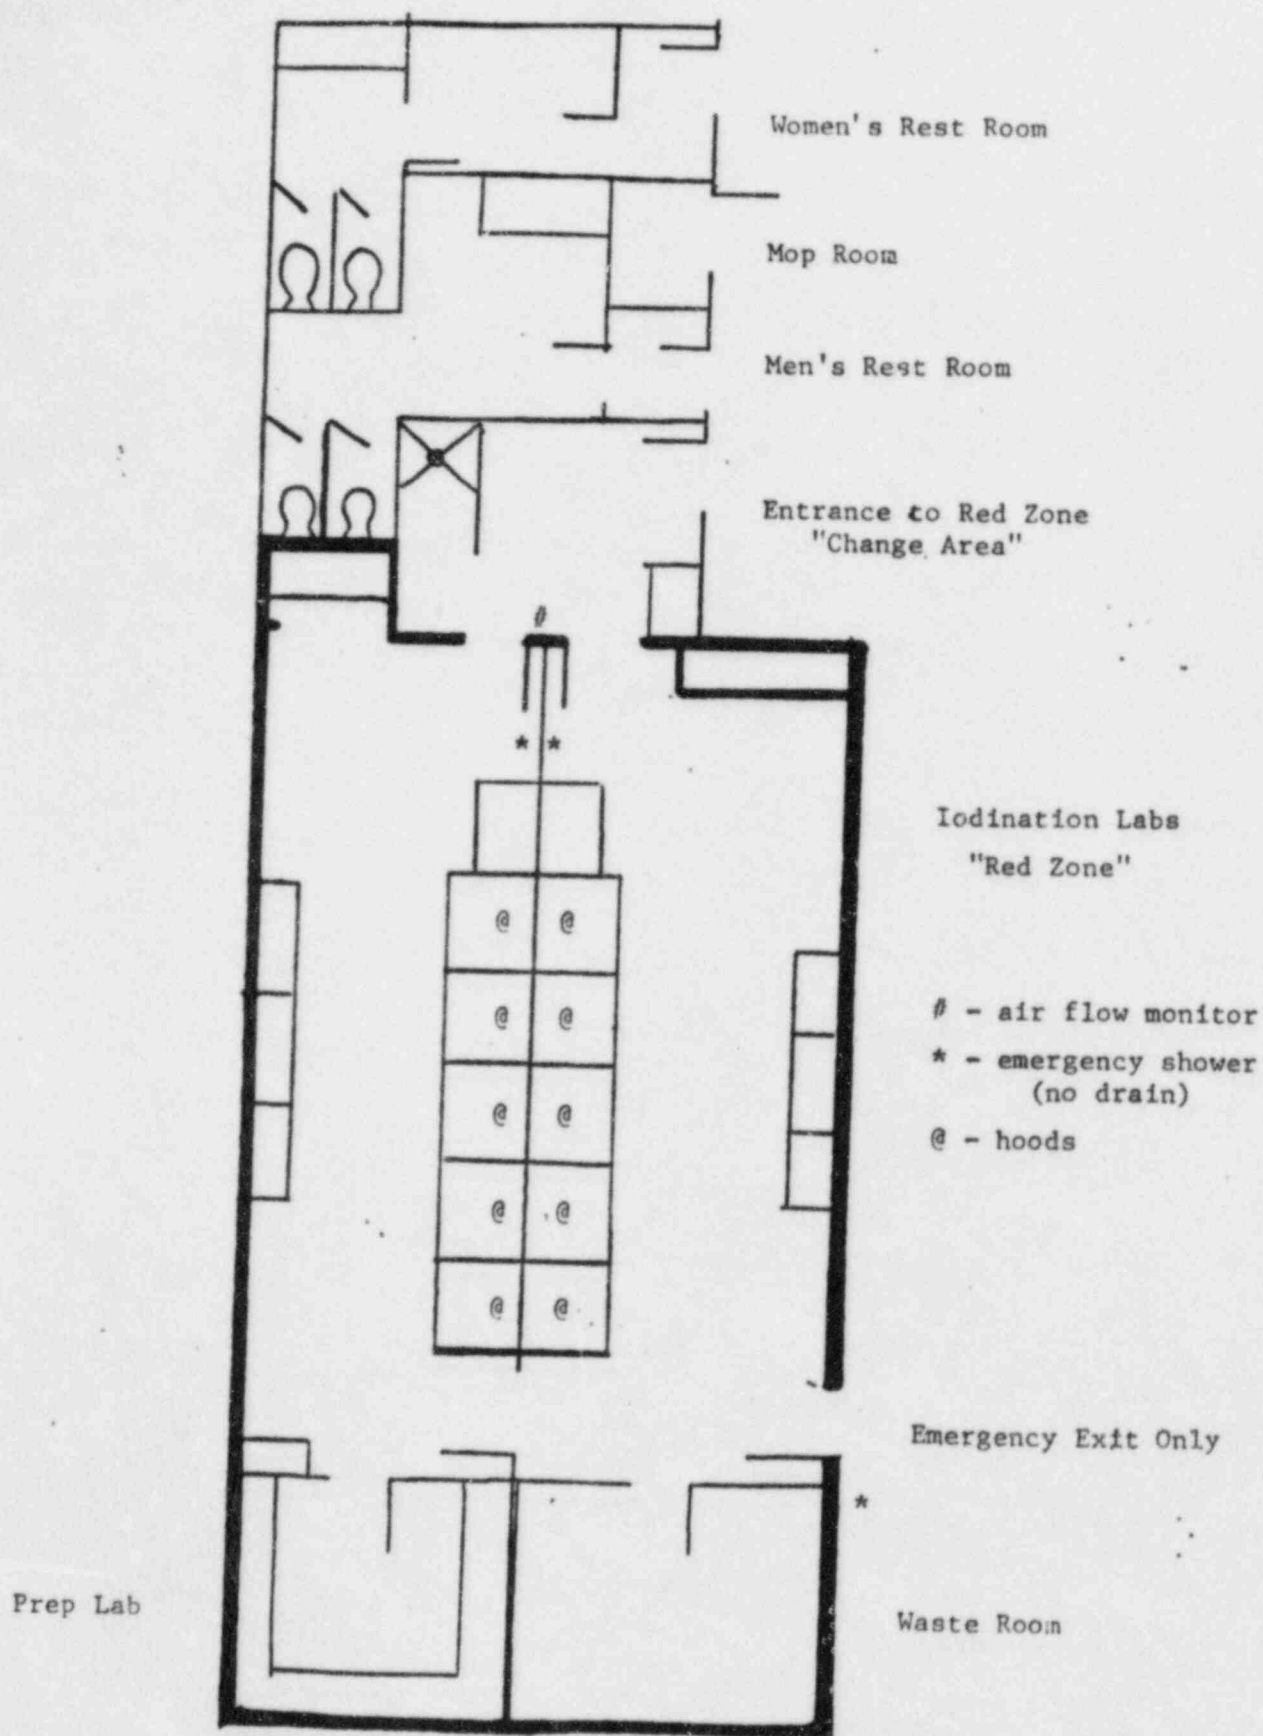 Women's Rest Room
Mop Room
Men's Rest Room
Entrance to Red Zone
"Change Area"
∅
* *
Iodination Labs
"Red Zone"
@ @
@ @
∅ - air flow monitor
* - emergency shower
(no drain)
@ @
@ - hoods
@ @
@ @
Emergency Exit Only
*
Prep Lab
Waste Room